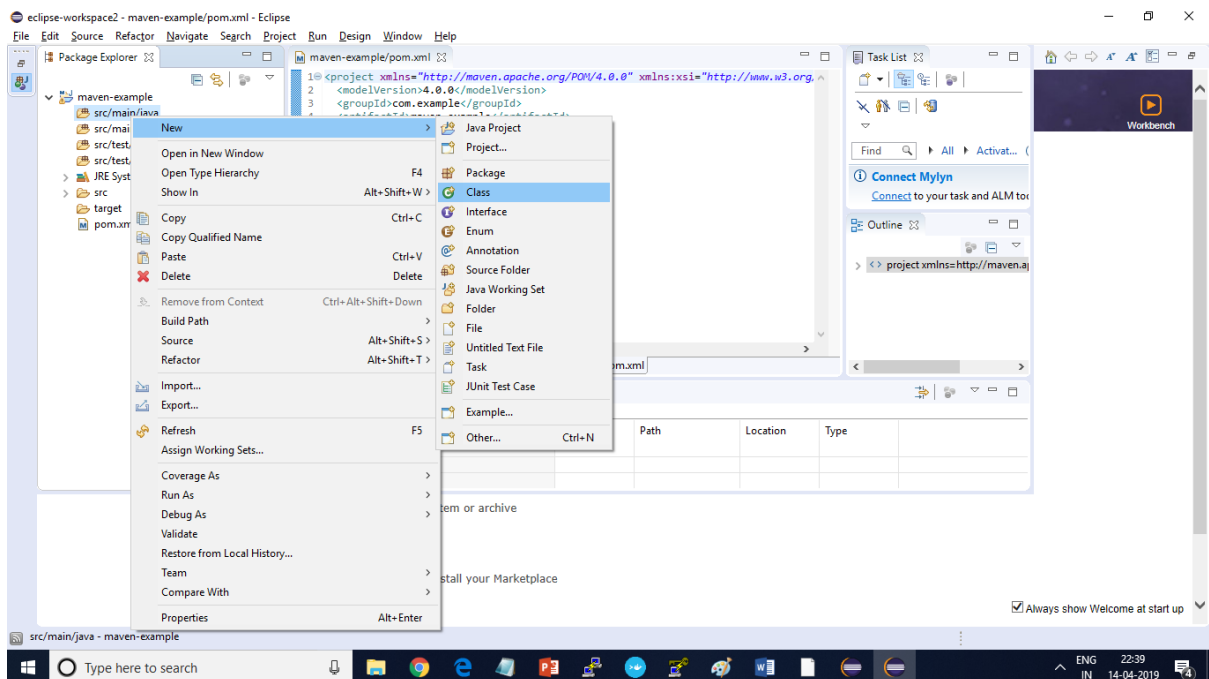 eclipse-workspace2 - maven-example/pom.xml - Eclipse
File Edit Source Refactor Navigate Search Project Run Design Window Help
Package Explorer
maven-example
src/main/java
src/mai
src/test
src/test
JRE Syst
src
target
pom.xm
New
Open in New Window
Open Type Hierarchy F4
Show In Alt+Shift+W >
Copy Ctrl+C
Copy Qualified Name
Paste Ctrl+V
Delete Delete
Remove from Context Ctrl+Alt+Shift+Down
Build Path >
Source Alt+Shift+S >
Refactor Alt+Shift+T >
Import...
Export...
Refresh F5
Assign Working Sets...
Coverage As >
Run As >
Debug As >
Validate
Restore from Local History...
Team >
Compare With >
Properties Alt+Enter
maven-example/pom.xml
1 <project xmlns="http://maven.apache.org/POM/4.0.0" xmlns:xsi="http://www.w3.org,
2 <modelVersion>4.0.0</modelVersion>
3 <groupId>com.example</groupId>
Java Project
Project...
Package
Class
Interface
Enum
Annotation
Source Folder
Java Working Set
Folder
File
Untitled Text File
Task
JUnit Test Case
Example...
Other... Ctrl+N
om.xml
Path Location Type
tem or archive
stall your Marketplace
Task List
Find All Activat...
Connect Mylyn
Connect to your task and ALM too
Outline
project xmlns=http://maven.a
Workbench
Always show Welcome at start up
src/main/java - maven-example
Type here to search
ENG
IN
22:39
14-04-2019
4